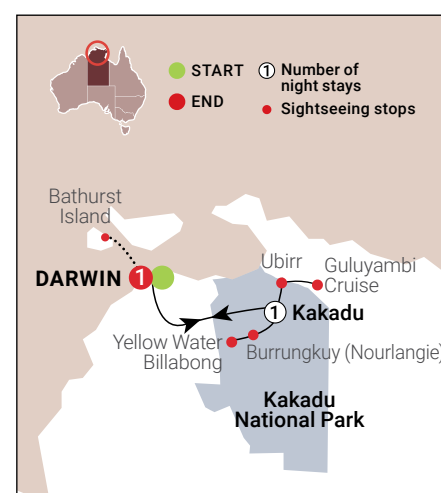 START
END
1 Number of
night stays
Sightseeing stops
Bathurst
Island
DARWIN 1
Ubirr
Guluyambi
Cruise
1 Kakadu
Yellow Water
Billabong
Burrungkuy (Nourlangie)
Kakadu
National Park